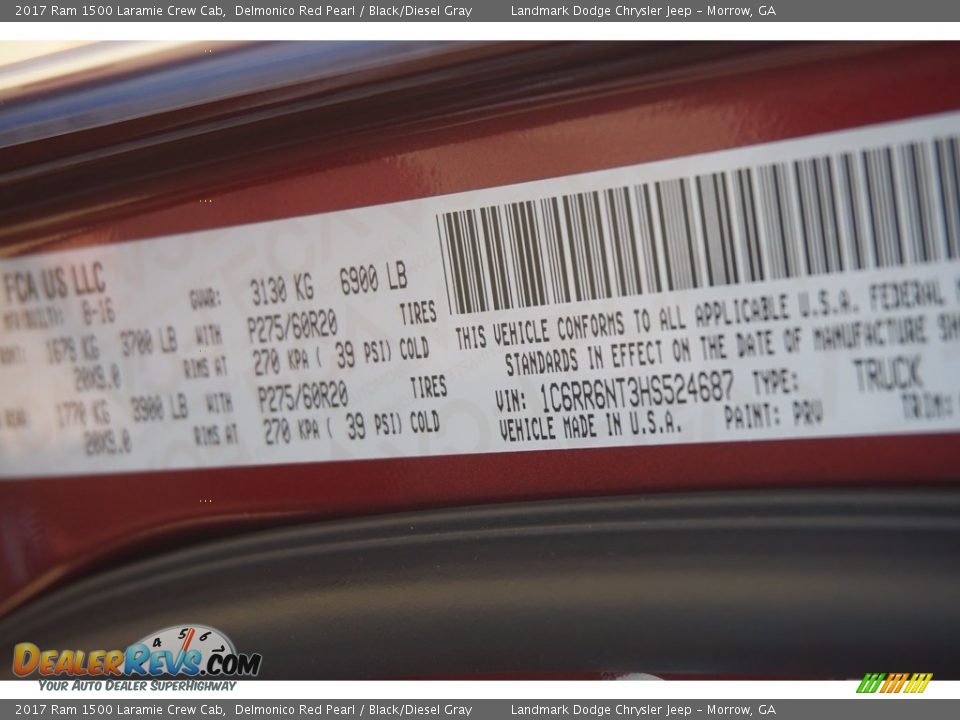 2017 Ram 1500 Laramie Crew Cab, Delmonico Red Pearl / Black/Diesel Gray Landmark Dodge Chrysler Jeep - Morrow, GA
FCA US LLC
8-16 GVWR: 3130 KG 6900 LB
1679 KG 3700 LB WITH P275/60R20 TIRES
20X9.0 RIMS AT 270 KPA ( 39 PSI) COLD
1770 KG 3900 LB WITH P275/60R20 TIRES
20X9.0 RIMS AT 270 KPA ( 39 PSI) COLD
THIS VEHICLE CONFORMS TO ALL APPLICABLE U.S.A. FEDERAL
STANDARDS IN EFFECT ON THE DATE OF MANUFACTURE
VIN: 1C6RR6NT3HS524687 TYPE: TRUCK
VEHICLE MADE IN U.S.A. PAINT: PRV TRIM:
4 5 6
DealerRevs.com
Your Auto Dealer SuperHighway
2017 Ram 1500 Laramie Crew Cab, Delmonico Red Pearl / Black/Diesel Gray Landmark Dodge Chrysler Jeep - Morrow, GA